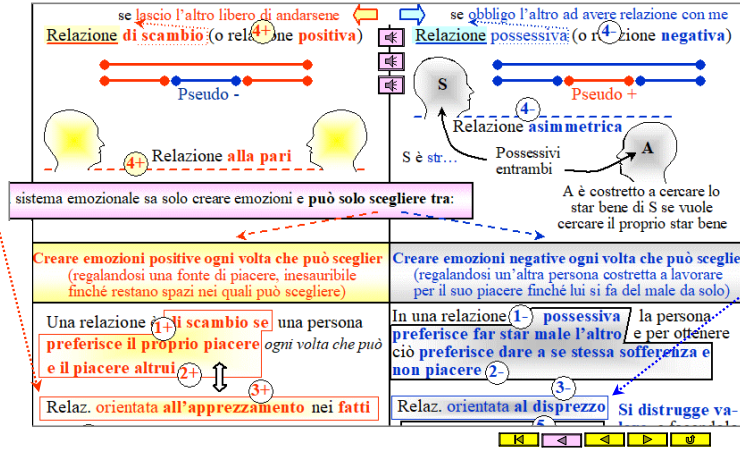 se lascio l'altro libero di andarsene
Relazione di scambio (o relazione positiva)
4+
Pseudo -
4+ Relazione alla pari
se obbligo l'altro ad avere relazione con me
Relazione possessiva (o relazione negativa)
4-
Pseudo +
S
4-
Relazione asimmetrica
S è str…
Possessivi
entrambi
A
A è costretto a cercare lo
star bene di S se vuole
cercare il proprio star bene
sistema emozionale sa solo creare emozioni e può solo scegliere tra:
Creare emozioni positive ogni volta che può sceglier
(regalandosi una fonte di piacere, inesauribile
finché restano spazi nei quali può scegliere)
Creare emozioni negative ogni volta che può sceglie
(regalandosi un'altra persona costretta a lavorare
per il suo piacere finché lui si fa del male da solo)
Una relazione è di scambio se una persona
1+
preferisce il proprio piacere ogni volta che può
e il piacere altrui
2+
3+
Relaz. orientata all'apprezzamento nei fatti
In una relazione 1- possessiva la persona
preferisce far star male l'altro e per ottenere
ciò preferisce dare a se stessa sofferenza e
non piacere 2-
3-
Relaz. orientata al disprezzo
Si distrugge va-